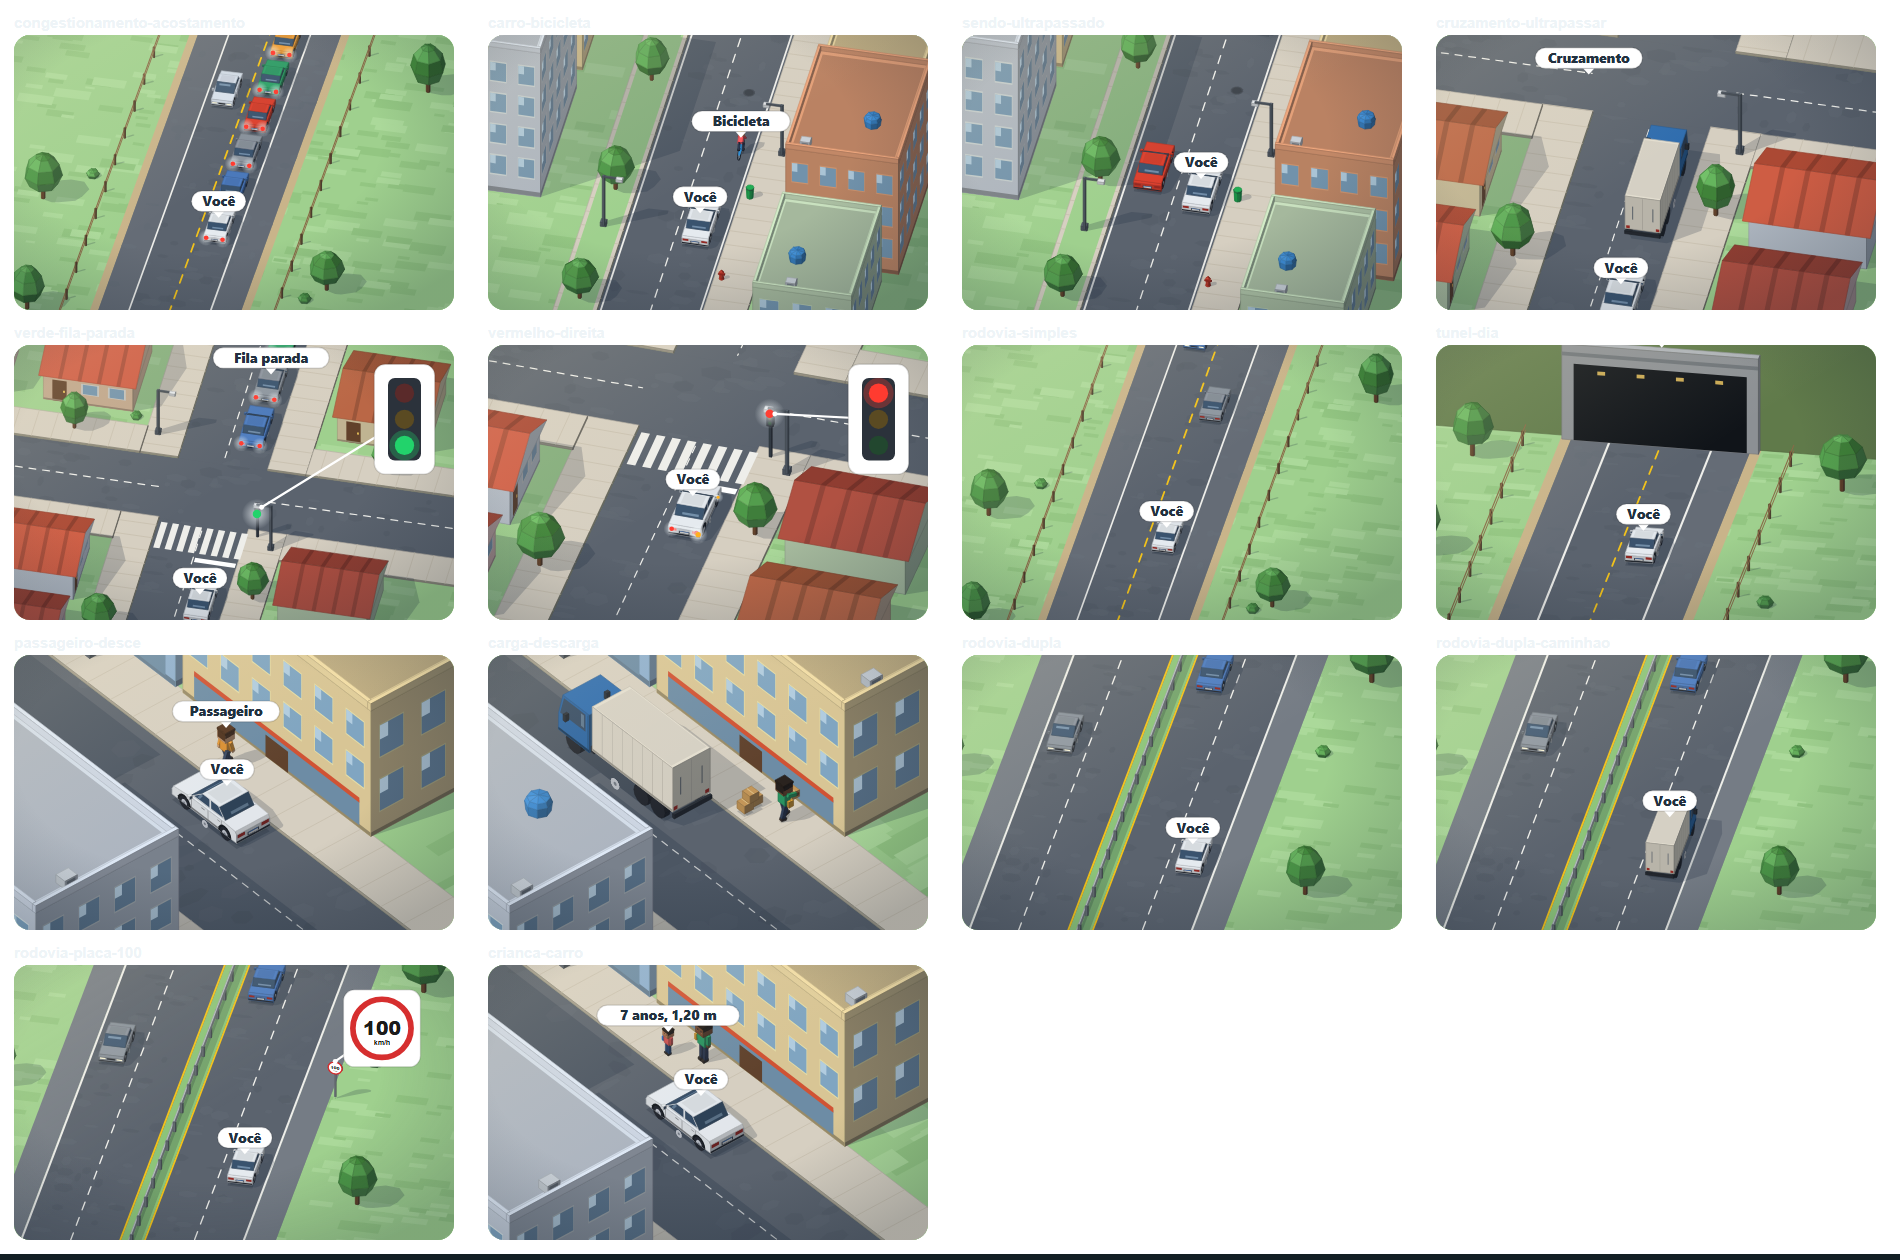 congestionamento-acostamento
carro-bicicleta
sendo-ultrapassado
cruzamento-ultrapassar
Você
Bicicleta
Você
Você
Cruzamento
Você
verde-fila-parada
vermelho-direita
rodovia-simples
tunel-dia
Fila parada
Você
Você
Você
Você
passageiro-desce
carga-descarga
rodovia-dupla
rodovia-dupla-caminhao
Passageiro
Você
Você
Você
rodovia-placa-100
crianca-carro
100
km/h
100
Você
7 anos, 1,20 m
Você